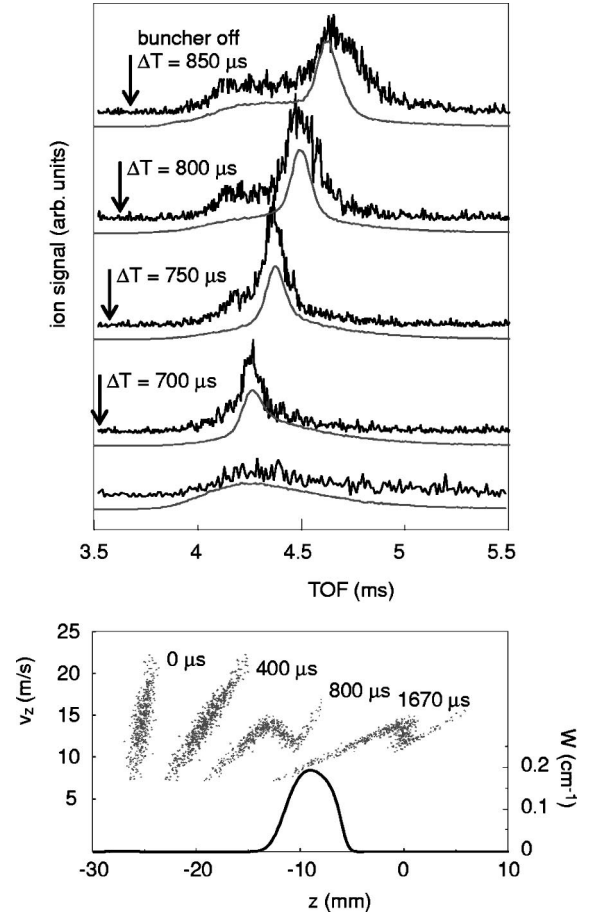 buncher off
ΔT = 850 μs
ΔT = 800 μs
ΔT = 750 μs
ΔT = 700 μs
ion signal (arb. units)
3.5 4 4.5 5 5.5
TOF (ms)
25
20
15
10
5
v_z (m/s)
0 μs
400 μs
800 μs
1670 μs
0.2
0.1
0
W (cm⁻¹)
-30 -20 -10 0 10
z (mm)